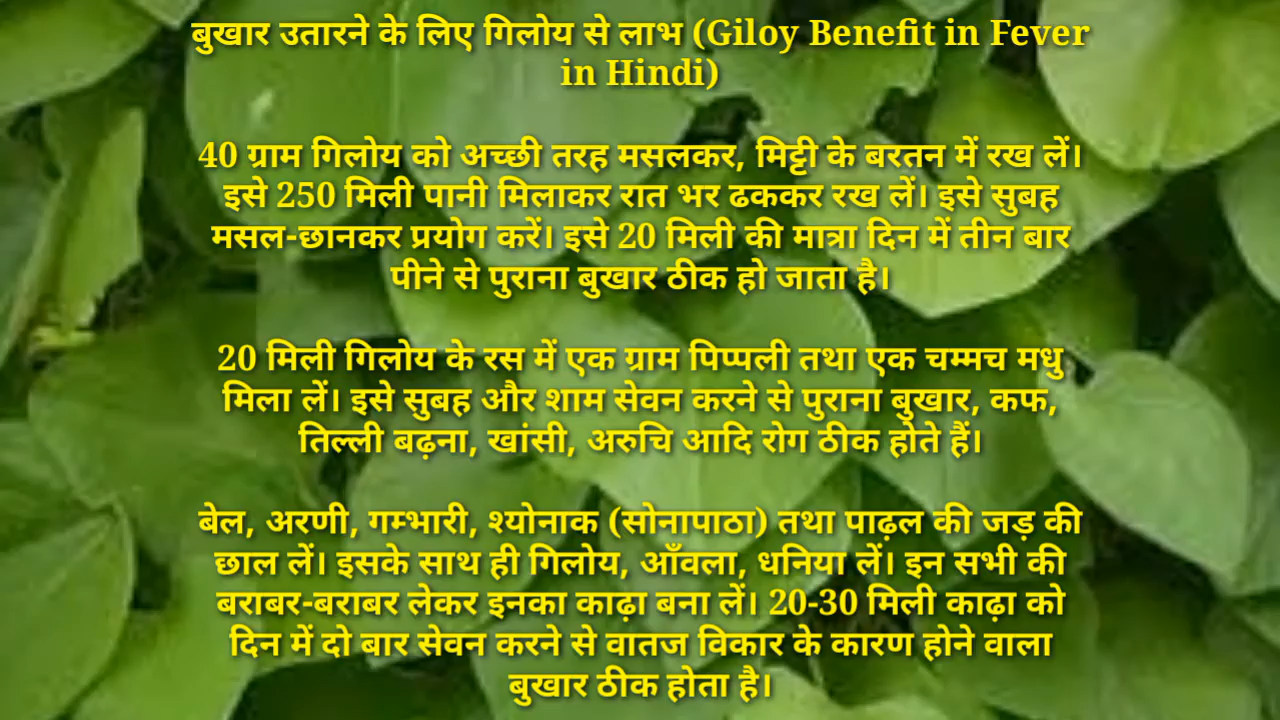 बुखार उतारने के लिए गिलोय से लाभ (Giloy Benefit in Fever
in Hindi)
40 ग्राम गिलोय को अच्छी तरह मसलकर, मिट्टी के बरतन में रख लें।
इसे 250 मिली पानी मिलाकर रात भर ढककर रख लें। इसे सुबह
मसल-छानकर प्रयोग करें। इसे 20 मिली की मात्रा दिन में तीन बार
पीने से पुराना बुखार ठीक हो जाता है।
20 मिली गिलोय के रस में एक ग्राम पिप्पली तथा एक चम्मच मधु
मिला लें। इसे सुबह और शाम सेवन करने से पुराना बुखार, कफ,
तिल्ली बढ़ना, खांसी, अरुचि आदि रोग ठीक होते हैं।
बेल, अरणी, गम्भारी, श्योनाक (सोनापाठा) तथा पाढ़ल की जड़ की
छाल लें। इसके साथ ही गिलोय, आँवला, धनिया लें। इन सभी की
बराबर-बराबर लेकर इनका काढ़ा बना लें। 20-30 मिली काढ़ा को
दिन में दो बार सेवन करने से वातज विकार के कारण होने वाला
बुखार ठीक होता है।